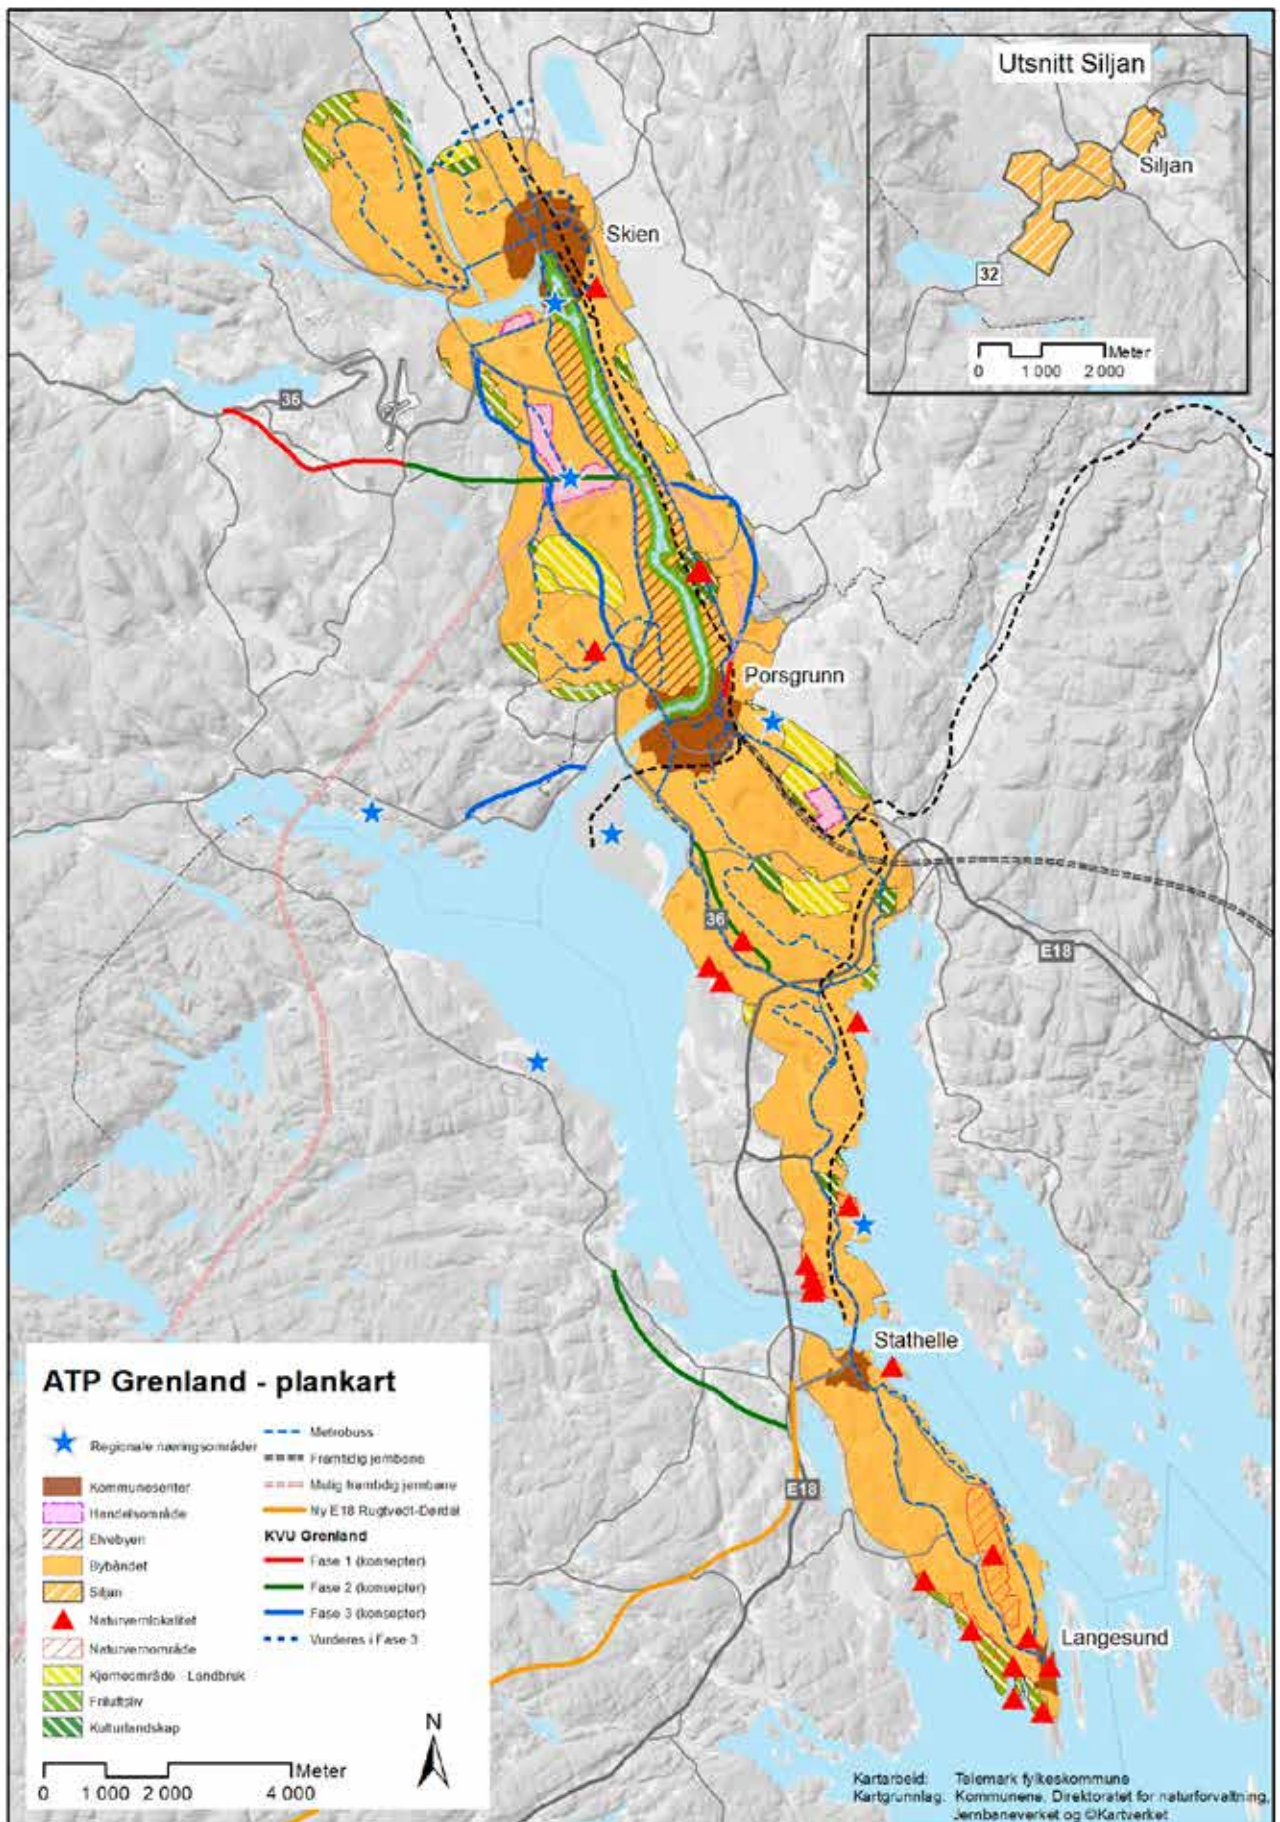 Utsnitt Siljan
Siljan
32
Meter
0 1 000 2 000
Skien
36
Porsgrunn
36
E18
Stathelle
E18
Langesund
ATP Grenland - plankart
Regionale næringsområder
Kommunesenter
Handelsområde
Elvebyen
Bybåndet
Siljan
Naturvernlokalitet
Naturvernområde
Kjerneområde - Landbruk
Friluftsliv
Kulturlandskap
Metrobuss
Framtidig jernbane
Mulig framtidig jernbane
Ny E18 Rugtvedt-Dørdal
KVU Grenland
Fase 1 (konsepter)
Fase 2 (konsepter)
Fase 3 (konsepter)
Vurderes i Fase 3
N
Meter
0 1 000 2 000 4 000
Kartarbeid: Telemark fylkeskommune
Kartgrunnlag: Kommunene, Direktoratet for naturforvaltning,
Jernbaneverket og ©Kartverket